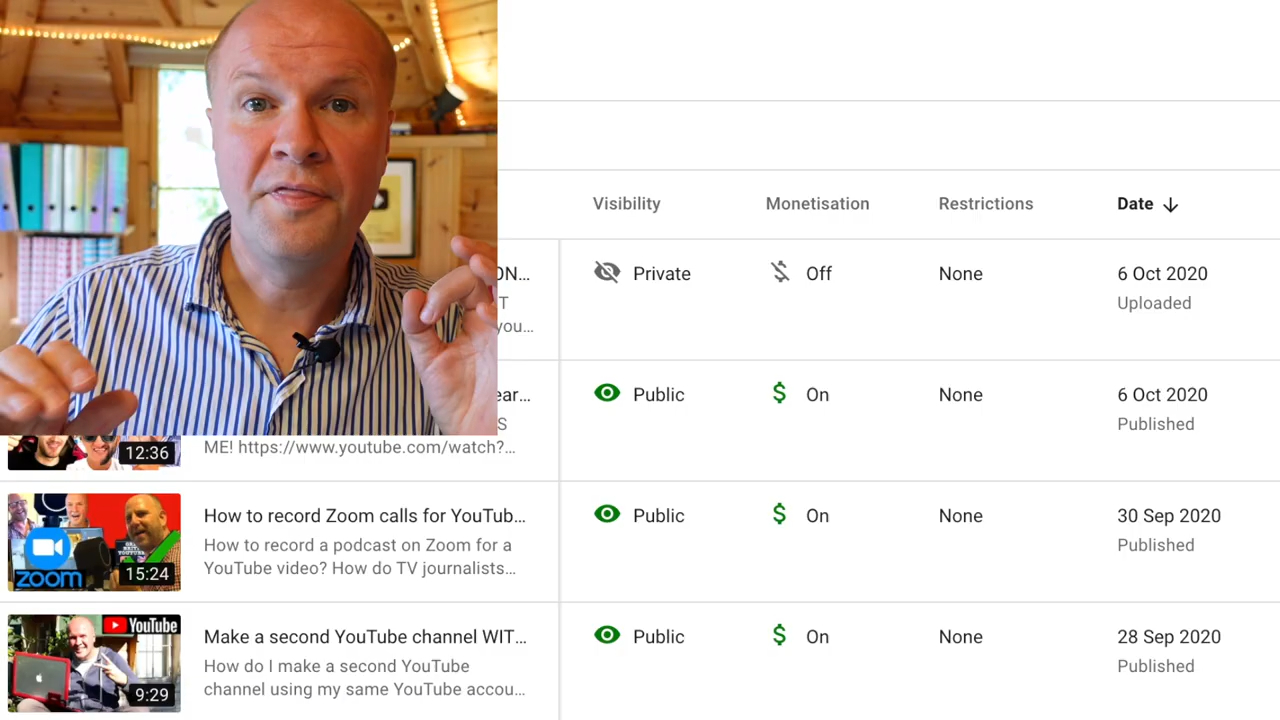 Visibility
Monetisation
Restrictions
Date
ON...
T
you...
Private
Off
None
6 Oct 2020
Uploaded
ear...
S
ME! https://www.youtube.com/watch?...
12:36
Public
On
None
6 Oct 2020
Published
zoom
15:24
How to record Zoom calls for YouTub...
How to record a podcast on Zoom for a
YouTube video? How do TV journalists...
Public
On
None
30 Sep 2020
Published
YouTube
9:29
Make a second YouTube channel WIT...
How do I make a second YouTube
channel using my same YouTube accou...
Public
On
None
28 Sep 2020
Published